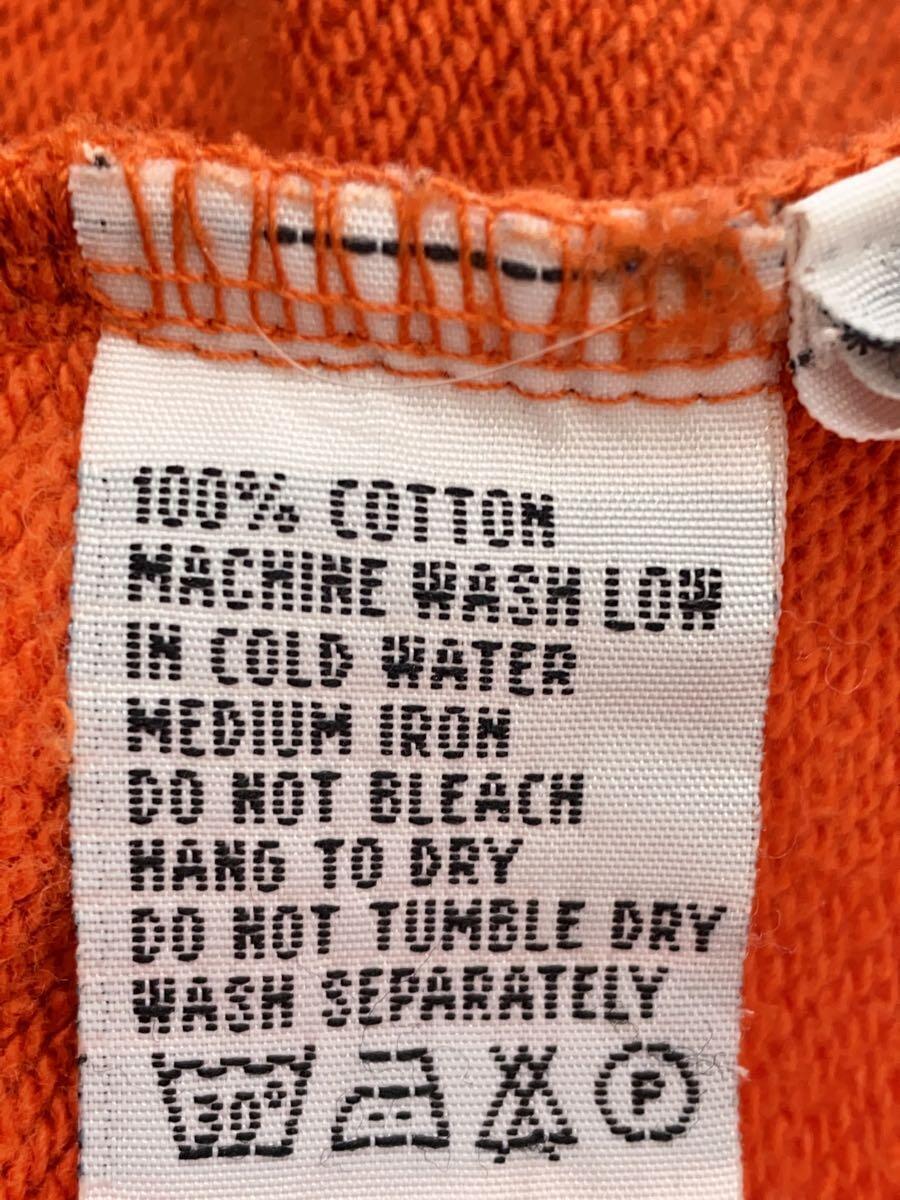 100% COTTON
MACHINE WASH LOW
IN COLD WATER
MEDIUM IRON
DO NOT BLEACH
HANG TO DRY
DO NOT TUMBLE DRY
WASH SEPARATELY
30° P